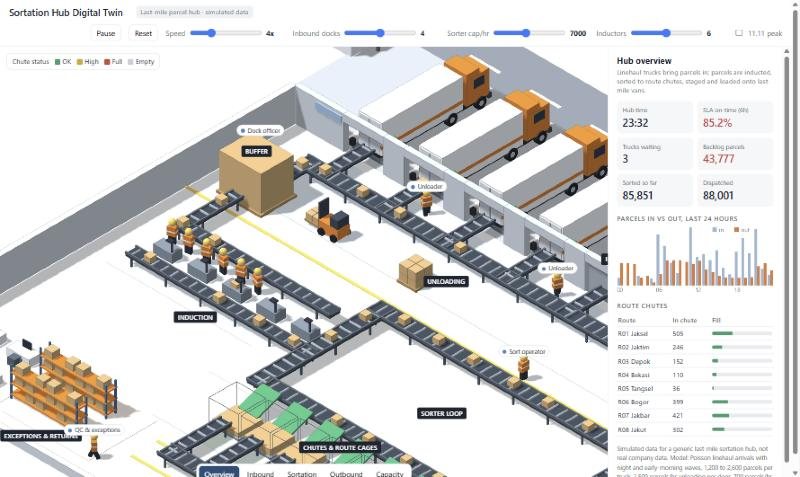 Sortation Hub Digital Twin
Last-mile parcel hub · simulated data
Pause
Reset
Speed
4x
Inbound docks
4
Sorter cap/hr
7000
Inductors
6
11.11 peak
Chute status
OK
High
Full
Empty
Dock officer
BUFFER
Unloader
UNLOADING
Unloader
INDUCTION
Sort operator
SORTER LOOP
EXCEPTIONS & RETURNS
QC & exceptions
CHUTES & ROUTE CAGES
Overview
Inbound
Sortation
Outbound
Capacity
Hub overview
Linehaul trucks bring parcels in; parcels are inducted,
sorted to route chutes, staged and loaded onto last
mile vans.
Hub time
23:32
SLA on-time (6h)
85.2%
Trucks waiting
3
Backlog parcels
43,777
Sorted so far
85,851
Dispatched
88,001
PARCELS IN VS OUT, LAST 24 HOURS
in
out
00
06
12
18
ROUTE CHUTES
Route
In chute
Fill
R01 Jaksel
505
R02 Jaktim
246
R03 Depok
152
R04 Bekasi
110
R05 Tangsel
36
R06 Bogor
399
R07 Jakbar
421
R08 Jakut
302
Simulated data for a generic last-mile sortation hub, not
real company data. Model: Poisson linehaul arrivals with
night and early-morning waves, 1,200 to 2,600 parcels per